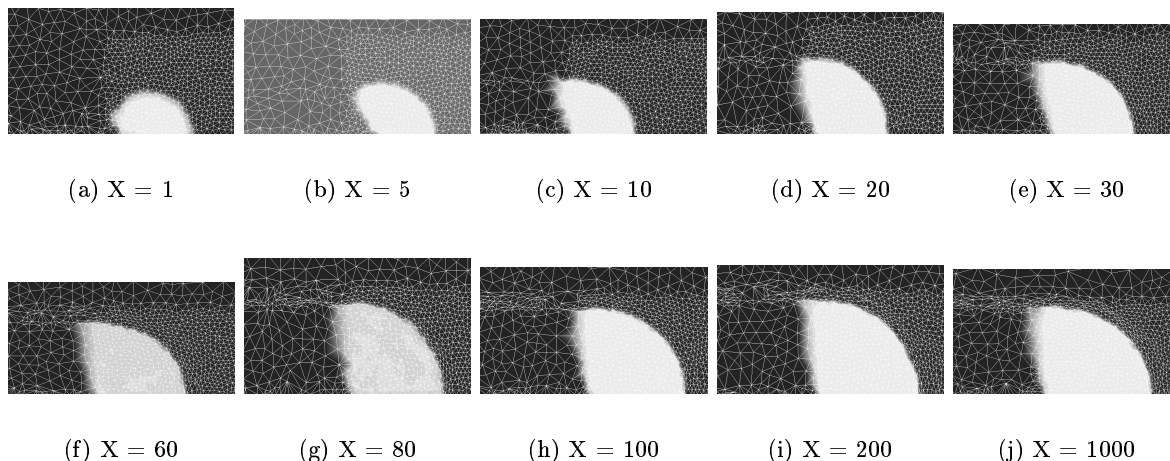 (a) X = 1
(b) X = 5
(c) X = 10
(d) X = 20
(e) X = 30
(f) X = 60
(g) X = 80
(h) X = 100
(i) X = 200
(j) X = 1000